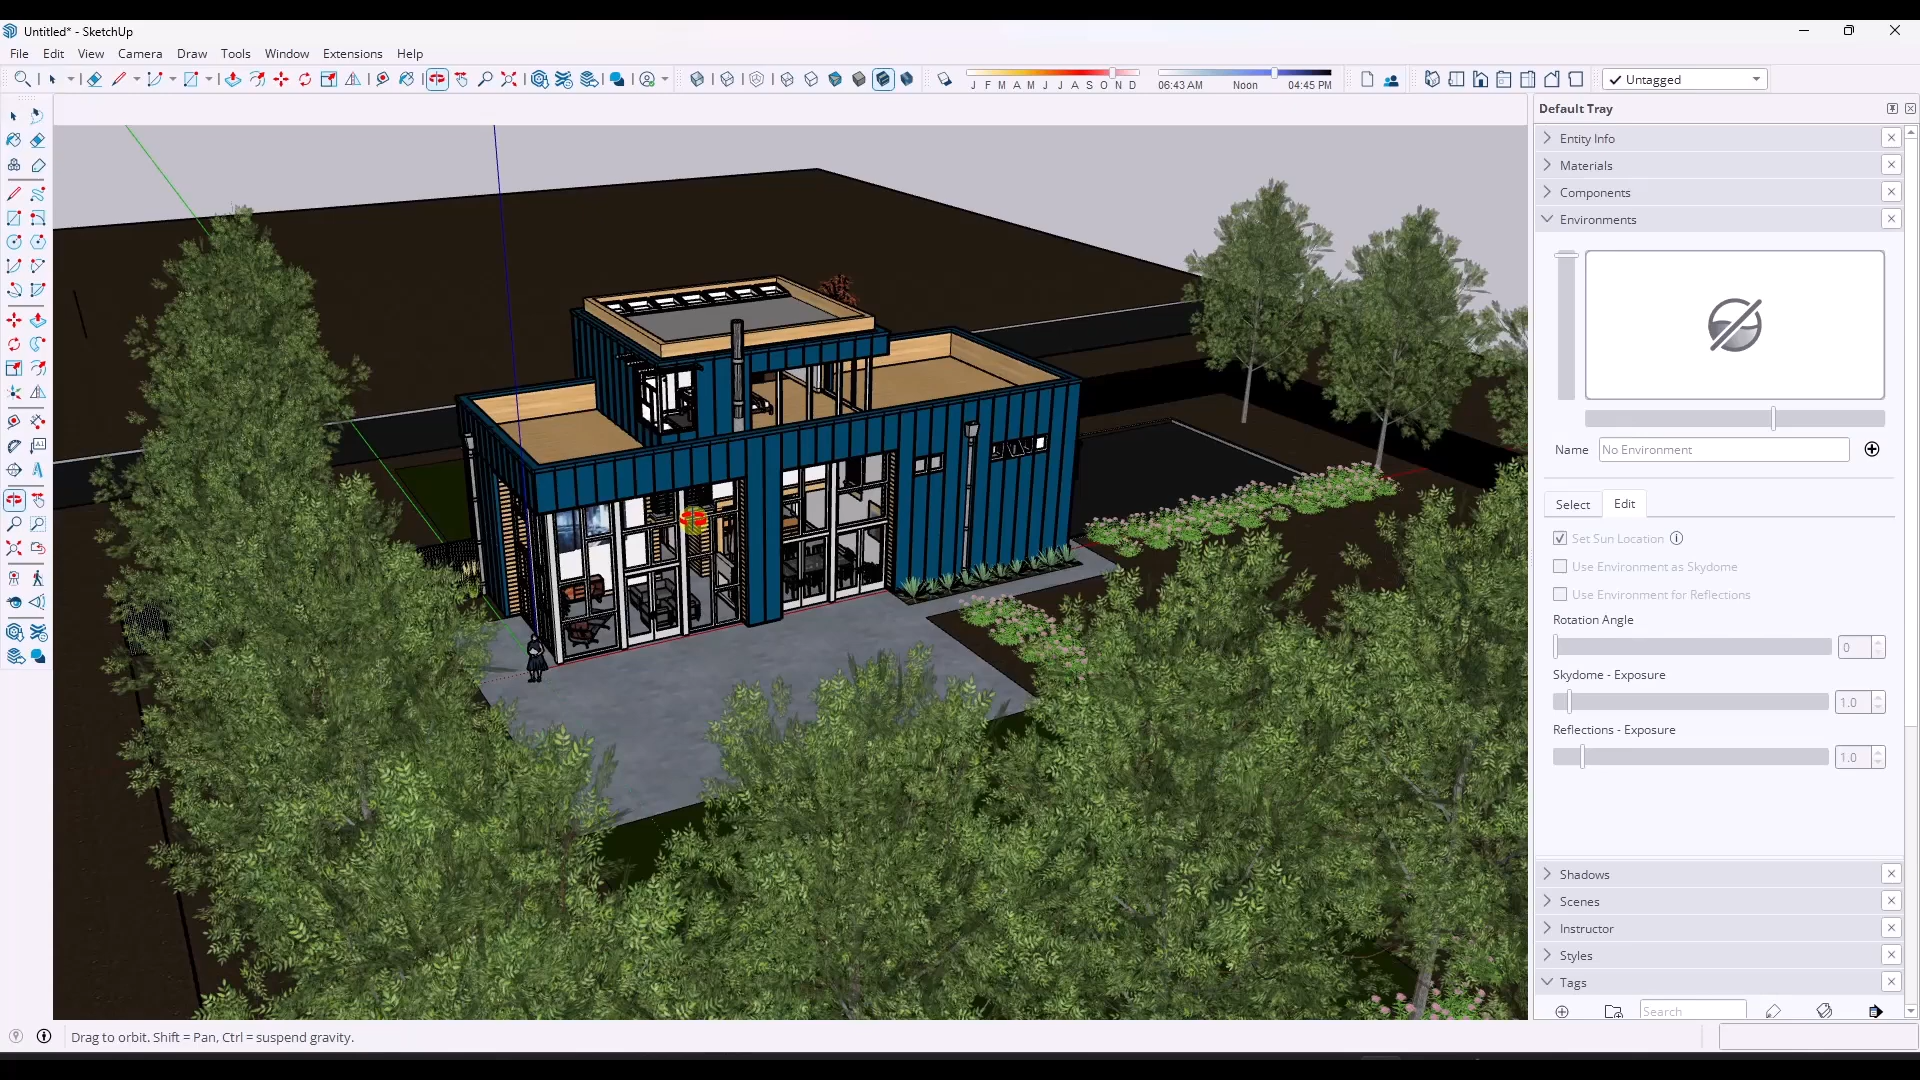 Untitled* - SketchUp
File Edit View Camera Draw Tools Window Extensions Help
J F M A M J J A S O N D 06:43 AM Noon 04:45 PM Untagged
Default Tray
Entity Info
Materials
Components
Environments
Name No Environment
Select Edit
Set Sun Location
Use Environment as Skydome
Use Environment for Reflections
Rotation Angle
0
Skydome - Exposure
1.0
Reflections - Exposure
1.0
Shadows
Scenes
Instructor
Styles
Tags
Search
Drag to orbit. Shift = Pan, Ctrl = suspend gravity.